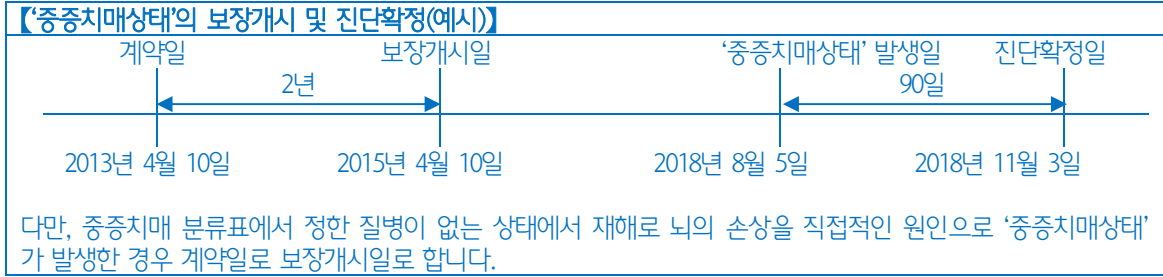 【‘중증치매상태’의 보장개시 및 진단확정(예시)】
계약일 보장개시일 ‘중증치매상태’ 발생일 진단확정일
2년 90일
2013년 4월 10일 2015년 4월 10일 2018년 8월 5일 2018년 11월 3일
다만, 중증치매 분류표에서 정한 질병이 없는 상태에서 재해로 뇌의 손상을 직접적인 원인으로 ‘중증치매상태’
가 발생한 경우 계약일로 보장개시일로 합니다.